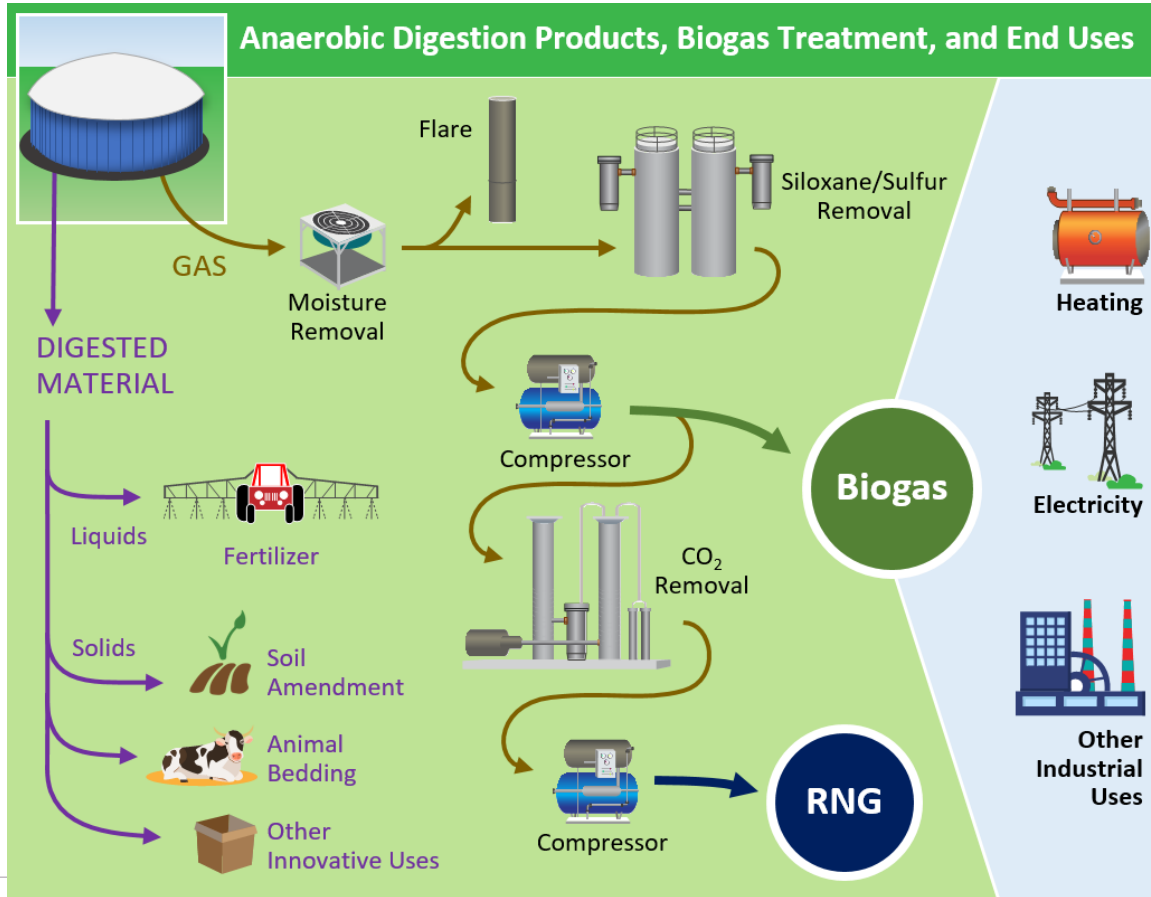 Anaerobic Digestion Products, Biogas Treatment, and End Uses
Flare
Siloxane/Sulfur
Removal
GAS
Moisture
Removal
Heating
DIGESTED
MATERIAL
Compressor
Biogas
Electricity
Liquids
Fertilizer
CO₂
Removal
Solids
Soil
Amendment
Animal
Bedding
Other
Industrial
Uses
RNG
Other
Innovative Uses
Compressor